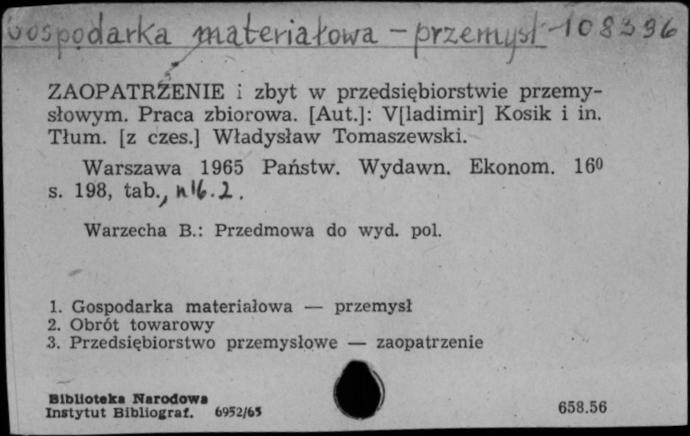 Gospodarka materiałowa - przemysł 108396
ZAOPATRZENIE i zbyt w przedsiębiorstwie przemy-
słowym. Praca zbiorowa. [Aut.]: V[ladimir] Kosik i in.
Tłum. [z czes.] Władysław Tomaszewski.
Warszawa 1965 Państw. Wydawn. Ekonom. 16⁰
s. 198, tab.,
Warzecha B.: Przedmowa do wyd. pol.
1. Gospodarka materiałowa — przemysł
2. Obrót towarowy
3. Przedsiębiorstwo przemysłowe — zaopatrzenie
Biblioteka Narodowa
Instytut Bibliograf. 6952/65
658.56